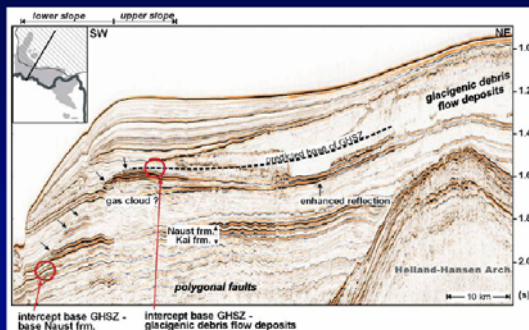 lower slope upper slope
SW
NE
1.0
glacigenic debris
flow deposits
1.2
predicted base of GHSZ
1.4
1.6
gas cloud ?
enhanced reflection
Naust frm.
Kai frm.
1.8
Helland-Hansen Arch
2.0
polygonal faults
10 km
(s)
intercept base GHSZ -
base Naust frm.
intercept base GHSZ -
glacigenic debris flow deposits